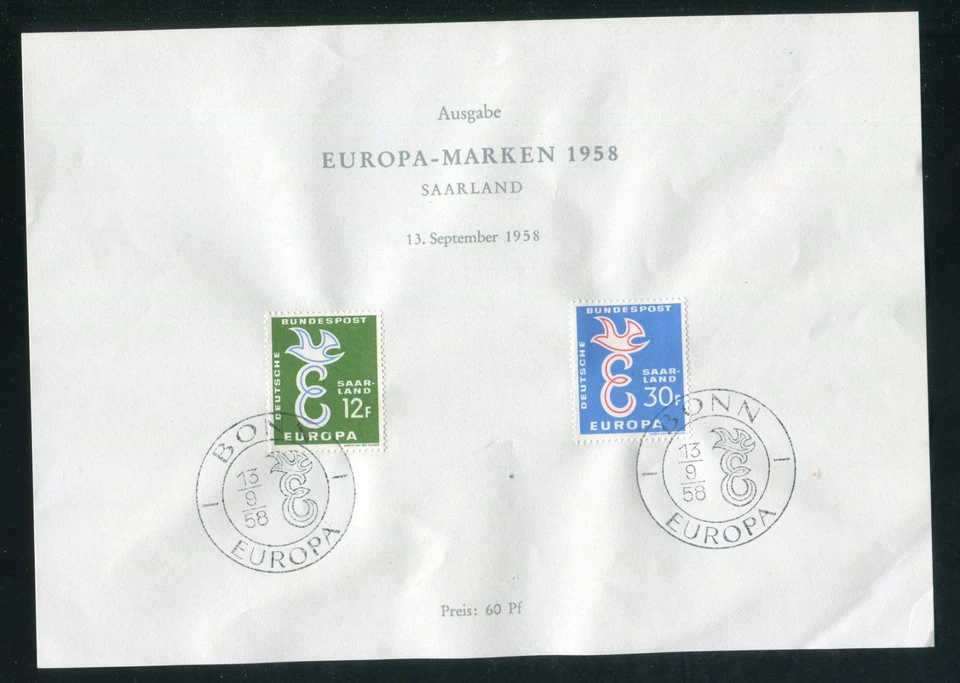 Ausgabe
EUROPA-MARKEN 1958
SAARLAND
13. September 1958
BUNDESPOST
DEUTSCHE
SAAR-
LAND
12F
EUROPA
BUNDESPOST
DEUTSCHE
SAAR-
LAND
30F
EUROPA
BONN
13
9
58
EUROPA
BONN
13
9
58
EUROPA
Preis: 60 Pf